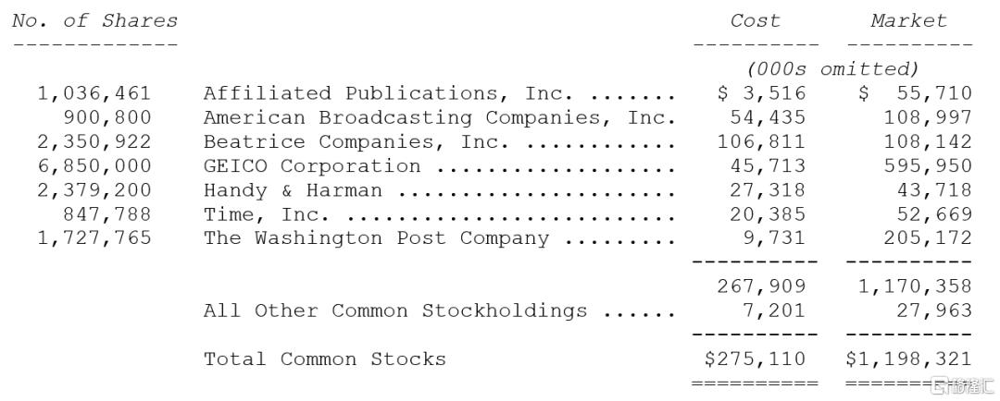 No. of Shares Cost Market
------------- ---------- ----------
(000s omitted)
1,036,461 Affiliated Publications, Inc. ....... $ 3,516 $ 55,710
900,800 American Broadcasting Companies, Inc. 54,435 108,997
2,350,922 Beatrice Companies, Inc. ............ 106,811 108,142
6,850,000 GEICO Corporation ................... 45,713 595,950
2,379,200 Handy & Harman ...................... 27,318 43,718
847,788 Time, Inc. .......................... 20,385 52,669
1,727,765 The Washington Post Company ......... 9,731 205,172
---------- ----------
267,909 1,170,358
All Other Common Stockholdings ...... 7,201 27,963
---------- ----------
Total Common Stocks $275,110 $1,198,321
========== ==========
格隆汇